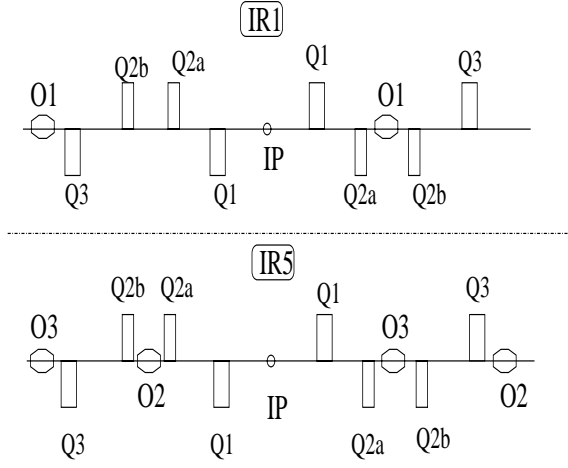 IR1
Q2b Q2a Q1 Q3
O1 O1
IP
Q3 Q1 Q2a Q2b
IR5
Q2b Q2a Q1 Q3
O3 O3
O2 IP O2
Q3 Q1 Q2a Q2b